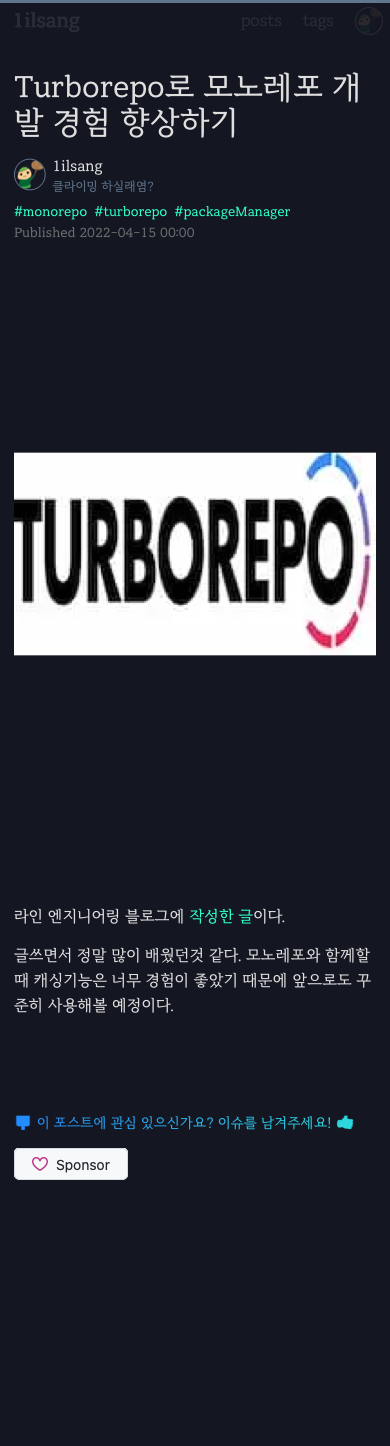 1ilsang
posts tags
Turborepo로 모노레포 개
발 경험 향상하기
1ilsang
클라이밍 하실래염?
#monorepo #turborepo #packageManager
Published 2022-04-15 00:00
TURBOREPO
라인 엔지니어링 블로그에 작성한 글이다.
글쓰면서 정말 많이 배웠던것 같다. 모노레포와 함께할
때 캐싱기능은 너무 경험이 좋았기 때문에 앞으로도 꾸
준히 사용해볼 예정이다.
이 포스트에 관심 있으신가요? 이슈를 남겨주세요!
Sponsor